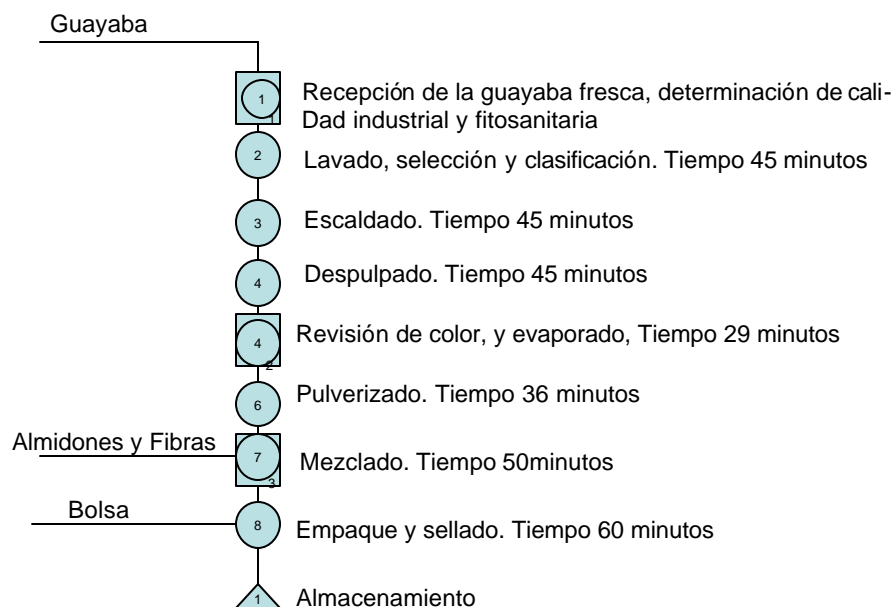 Guayaba
1
1
Recepción de la guayaba fresca, determinación de cali-
Dad industrial y fitosanitaria
2
Lavado, selección y clasificación. Tiempo 45 minutos
3
Escaldado. Tiempo 45 minutos
4
Despulpado. Tiempo 45 minutos
4
2
Revisión de color, y evaporado, Tiempo 29 minutos
6
Pulverizado. Tiempo 36 minutos
Almidones y Fibras
7
3
Mezclado. Tiempo 50minutos
Bolsa
8
Empaque y sellado. Tiempo 60 minutos
1
Almacenamiento